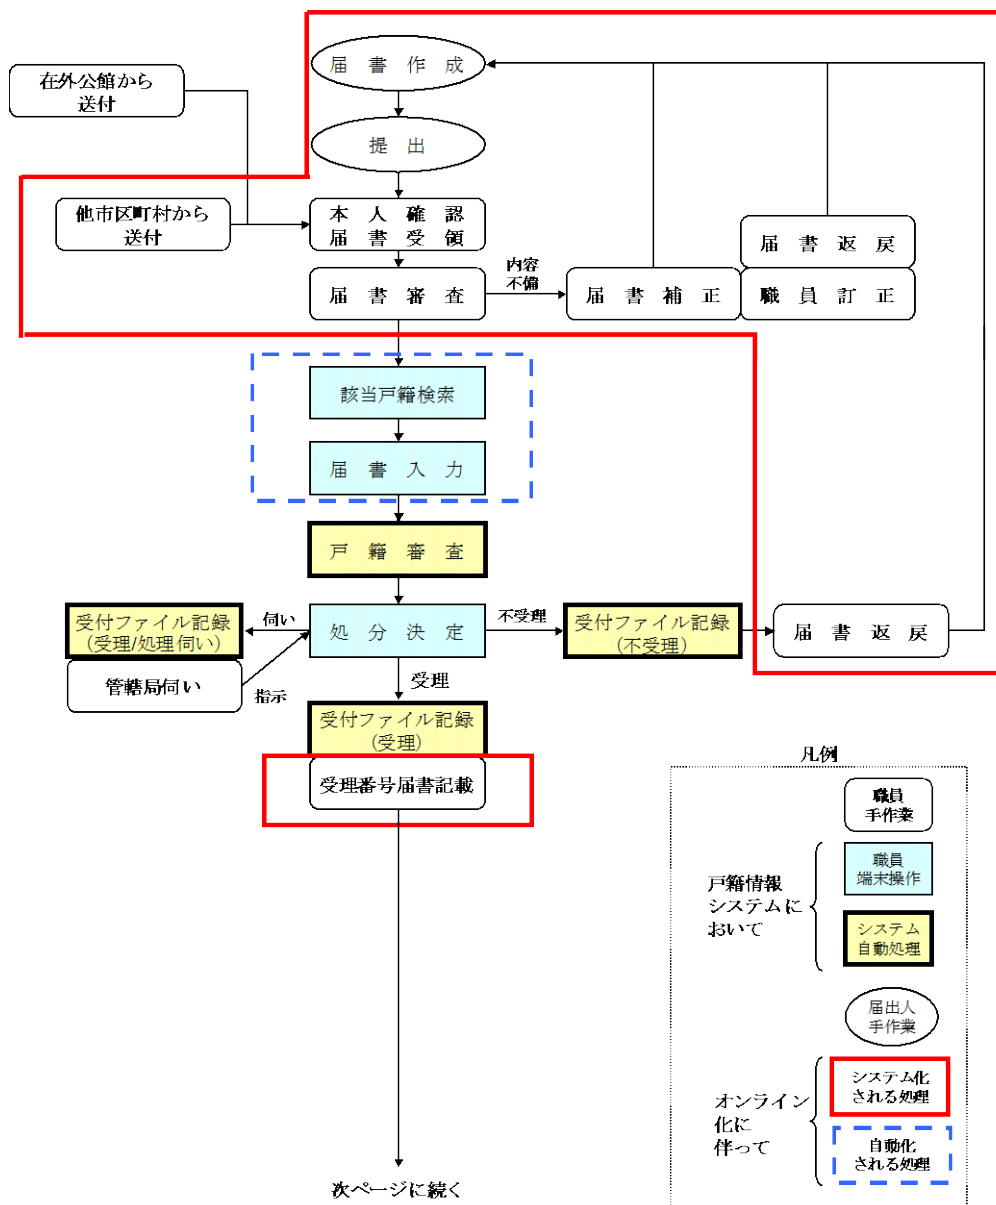 届書作成
在外公館から
送付
提出
他市区町村から
送付
本人確認
届書受領
届書返戻
届書審査
内容
不備
届書補正
職員訂正
該当戸籍検索
届書入力
戸籍審査
受付ファイル記録
(受理/処理伺い)
伺い
処分決定
不受理
受付ファイル記録
(不受理)
届書返戻
管轄局伺い
指示
受理
受付ファイル記録
(受理)
受理番号届書記載
次ページに続く
凡例
職員
手作業
戸籍情報
システムに
おいて
職員
端末操作
システム
自動処理
届出人
手作業
オンライン
化に
伴って
システム化
される処理
自動化
される処理